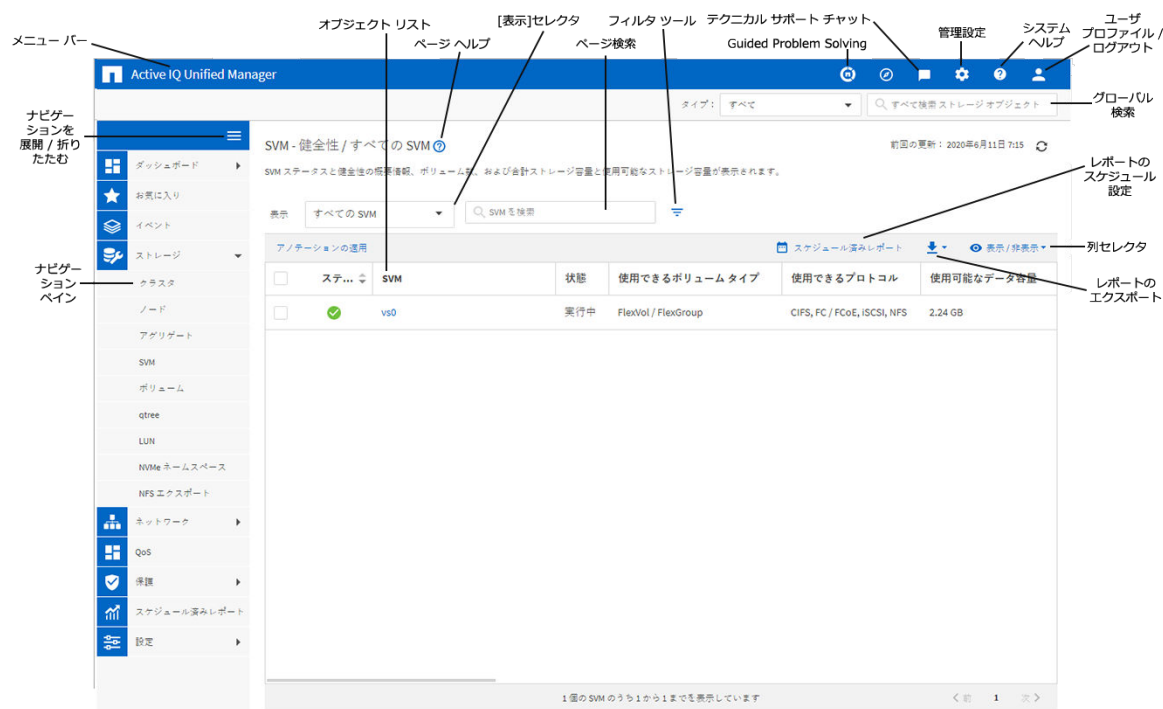 オブジェクト リスト
[表示]セレクタ
フィルタ ツール
テクニカル サポート チャット
ユーザ
プロファイル /
ログアウト
メニュー バー
ページ ヘルプ
ページ検索
Guided Problem Solving
管理設定
システム
ヘルプ
Active IQ Unified Manager
タイプ：
すべて
すべて検索 ストレージ オブジェクト
グローバル
検索
ナビゲー
ションを
展開 / 折り
たたむ
SVM - 健全性 / すべての SVM
前回の更新： 2020年6月11日 7:15
SVM ステータスと健全性の概要情報、ボリューム数、および合計ストレージ容量と使用可能なストレージ容量が表示されます。
レポートの
スケジュール
設定
ダッシュボード
お気に入り
イベント
ストレージ
表示
すべての SVM
SVM を検索
アノテーションの適用
スケジュール済みレポート
表示 / 非表示
列セレクタ
ナビゲー
ション
ペイン
ステ...
SVM
状態
使用できるボリューム タイプ
使用できるプロトコル
使用可能なデータ容量
レポートの
エクスポート
vs0
実行中
FlexVol / FlexGroup
CIFS, FC / FCoE, iSCSI, NFS
2.24 GB
クラスタ
ノード
アグリゲート
SVM
ボリューム
qtree
LUN
NVMe ネームスペース
NFS エクスポート
ネットワーク
QoS
保護
スケジュール済みレポート
設定
1 個の SVM のうち 1 から 1 までを表示しています
前
1
次